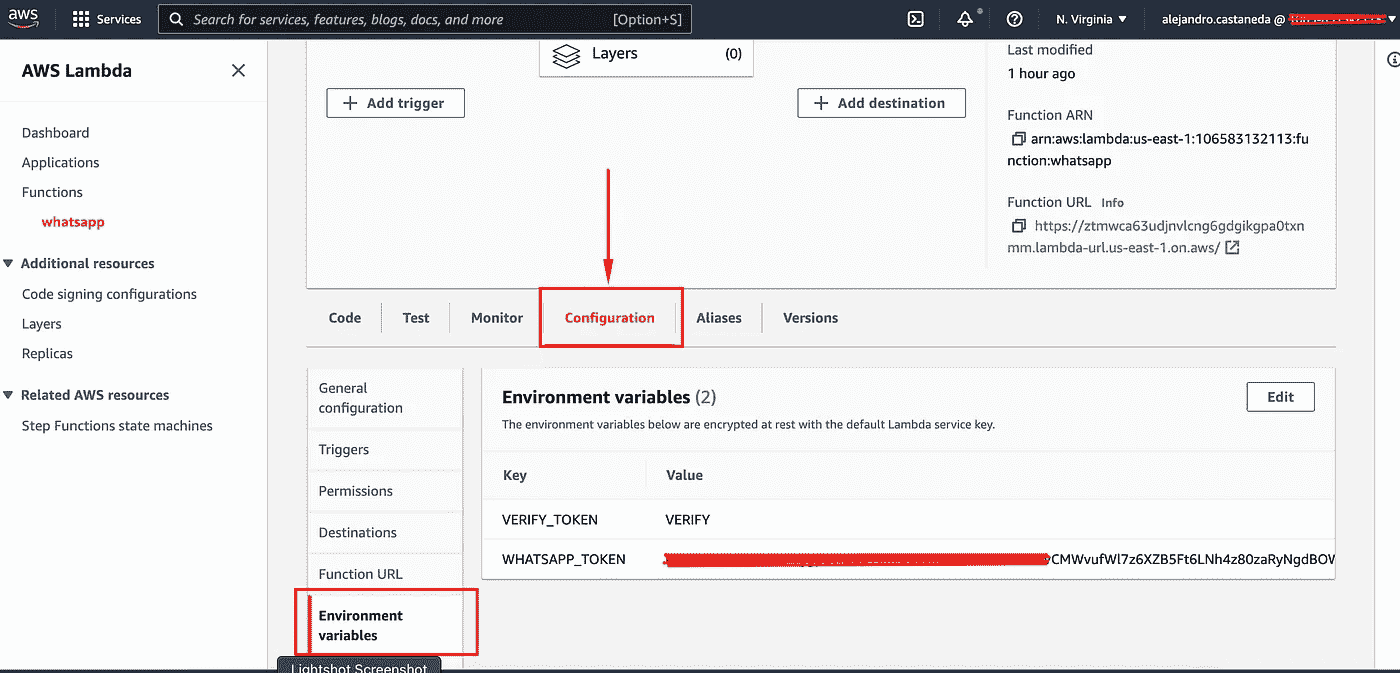 aws
Services
Search for services, features, blogs, docs, and more [Option+S]
N. Virginia
alejandro.castaneda @
AWS Lambda
Dashboard
Applications
Functions
whatsapp
Additional resources
Code signing configurations
Layers
Replicas
Related AWS resources
Step Functions state machines
Layers (0)
Add trigger
Add destination
Last modified
1 hour ago
Function ARN
arn:aws:lambda:us-east-1:106583132113:fu
nction:whatsapp
Function URL Info
https://ztmwca63udjnvlcng6gdgikgpa0txn
mm.lambda-url.us-east-1.on.aws/
Code Test Monitor Configuration Aliases Versions
General
configuration
Triggers
Permissions
Destinations
Function URL
Environment
variables
Environment variables (2)
Edit
The environment variables below are encrypted at rest with the default Lambda service key.
Key Value
VERIFY_TOKEN VERIFY
WHATSAPP_TOKEN CMWvufWl7z6XZB5Ft6LNh4z80zaRyNgdBOW
Lightshot Screenshot